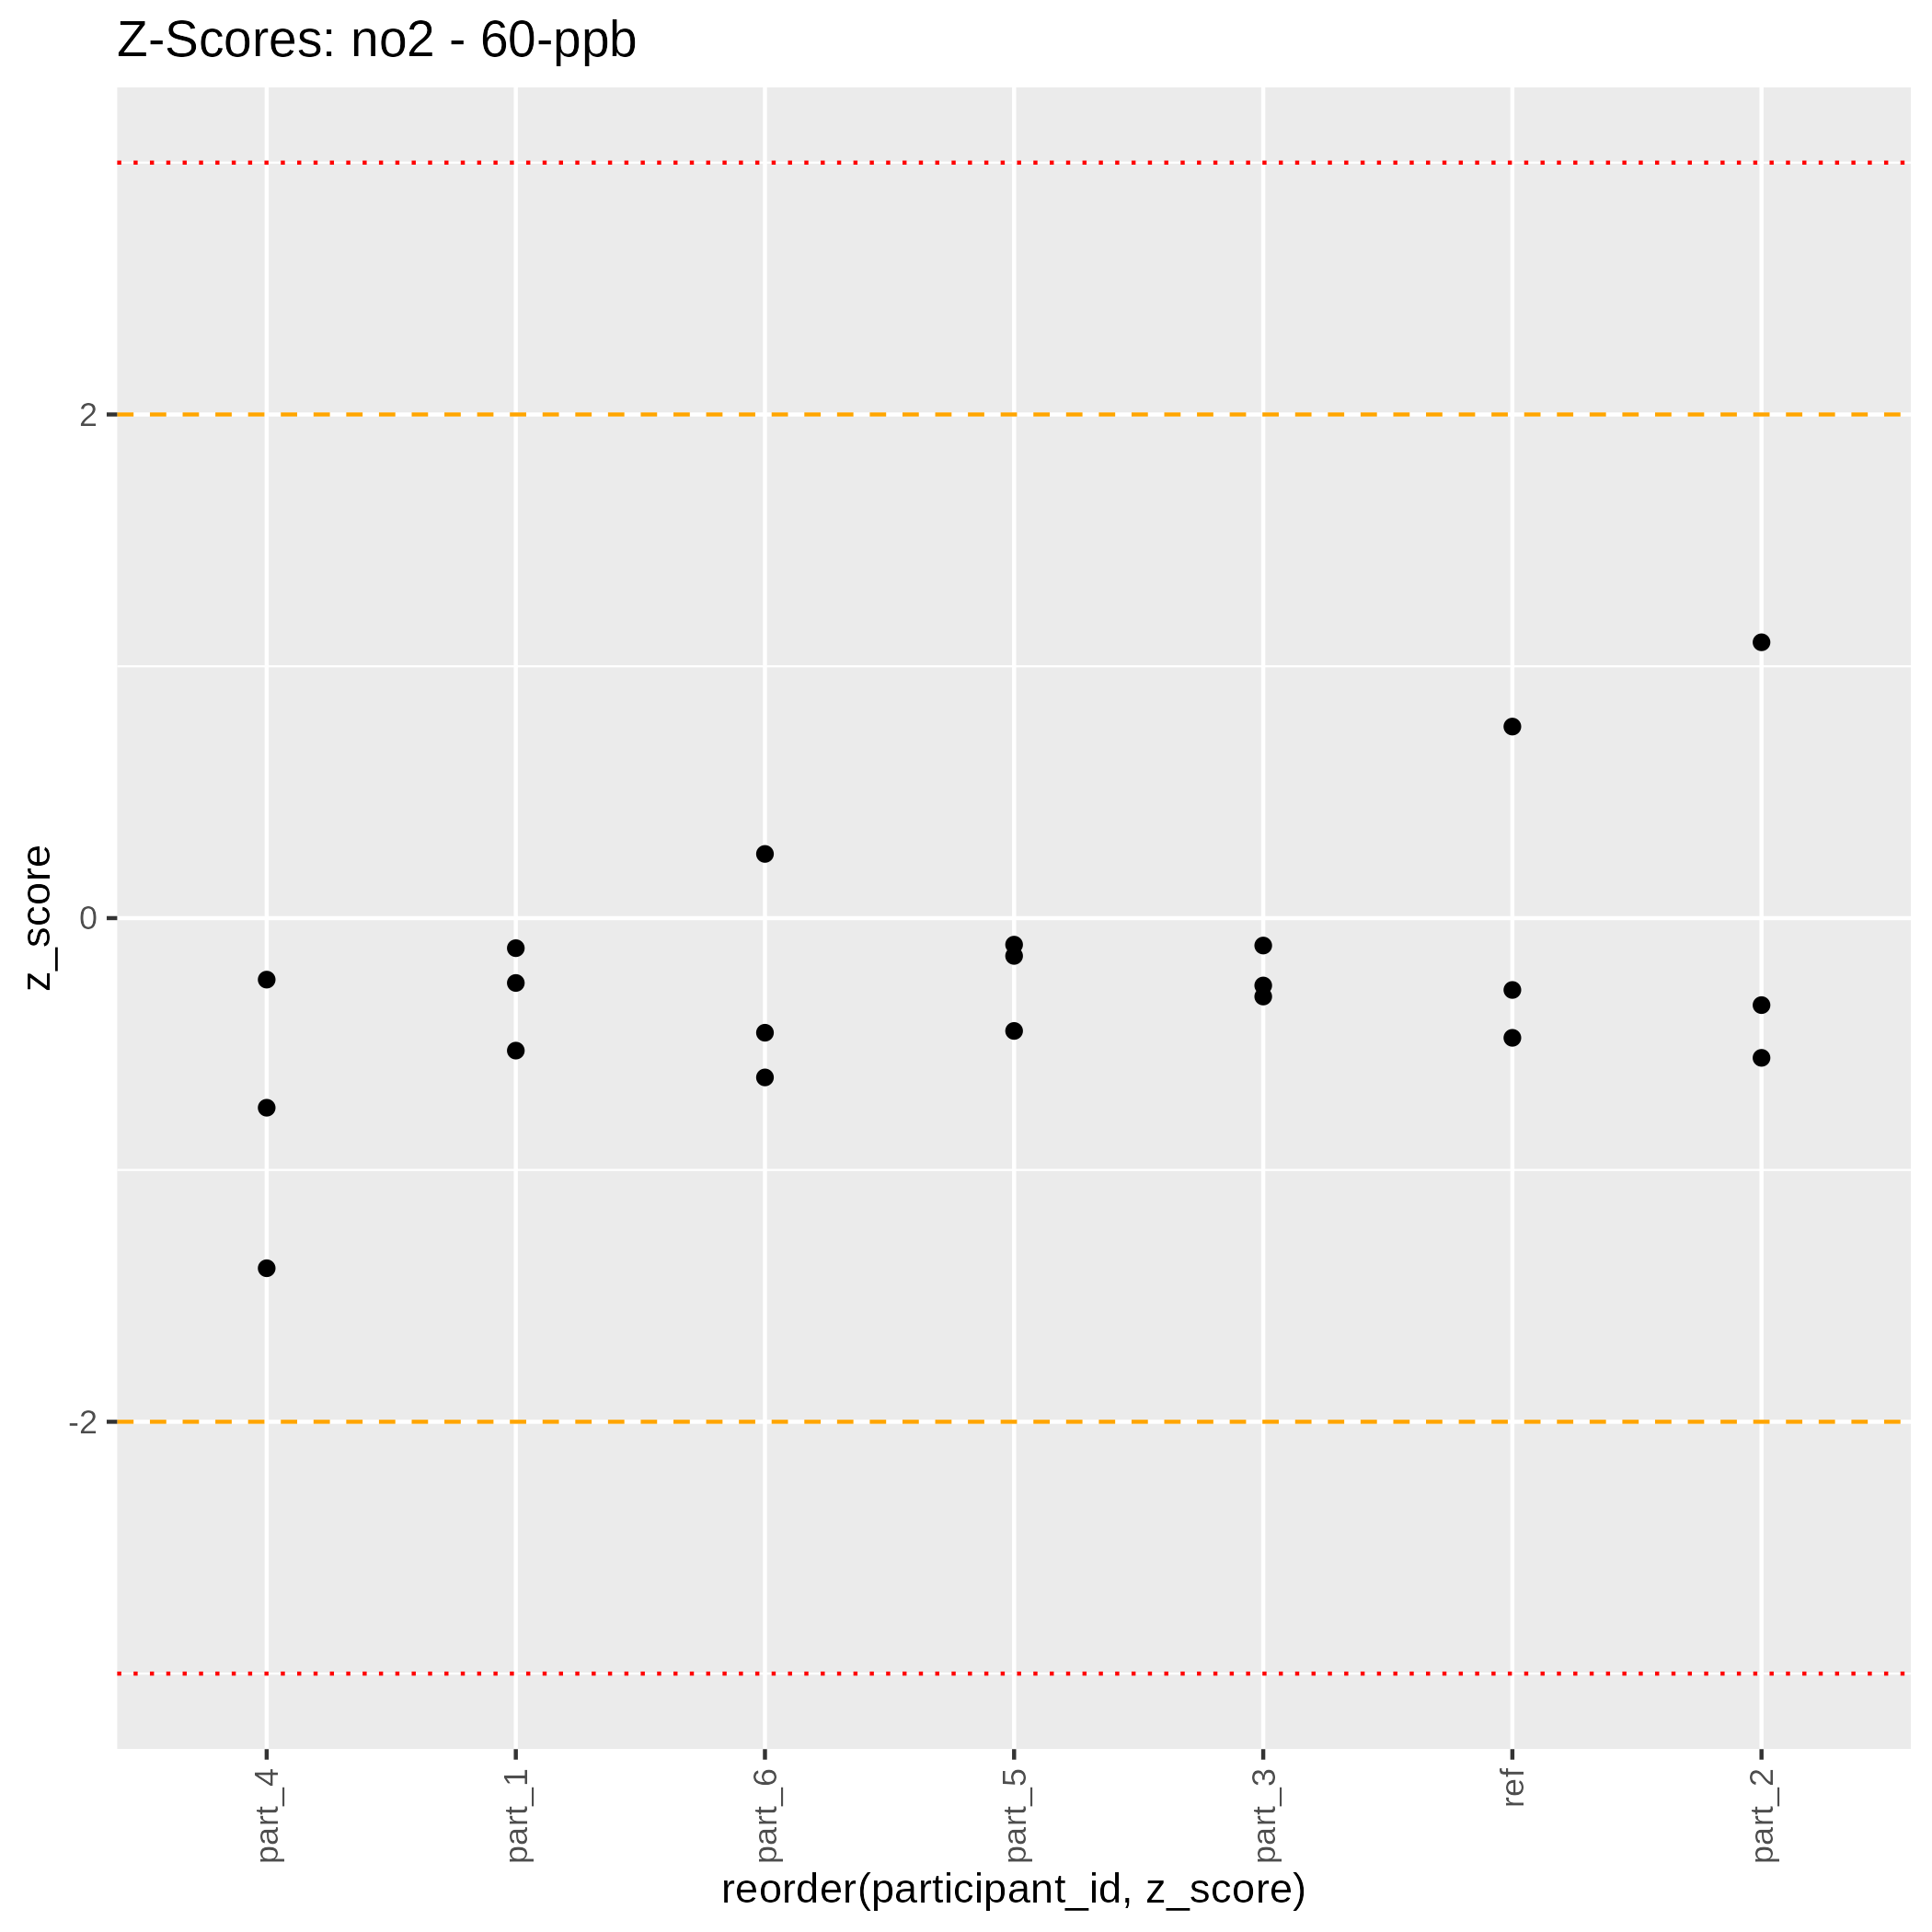 Z-Scores: no2 - 60-ppb
z_score
2
0
-2
part_4
part_1
part_6
part_5
part_3
ref
part_2
reorder(participant_id, z_score)